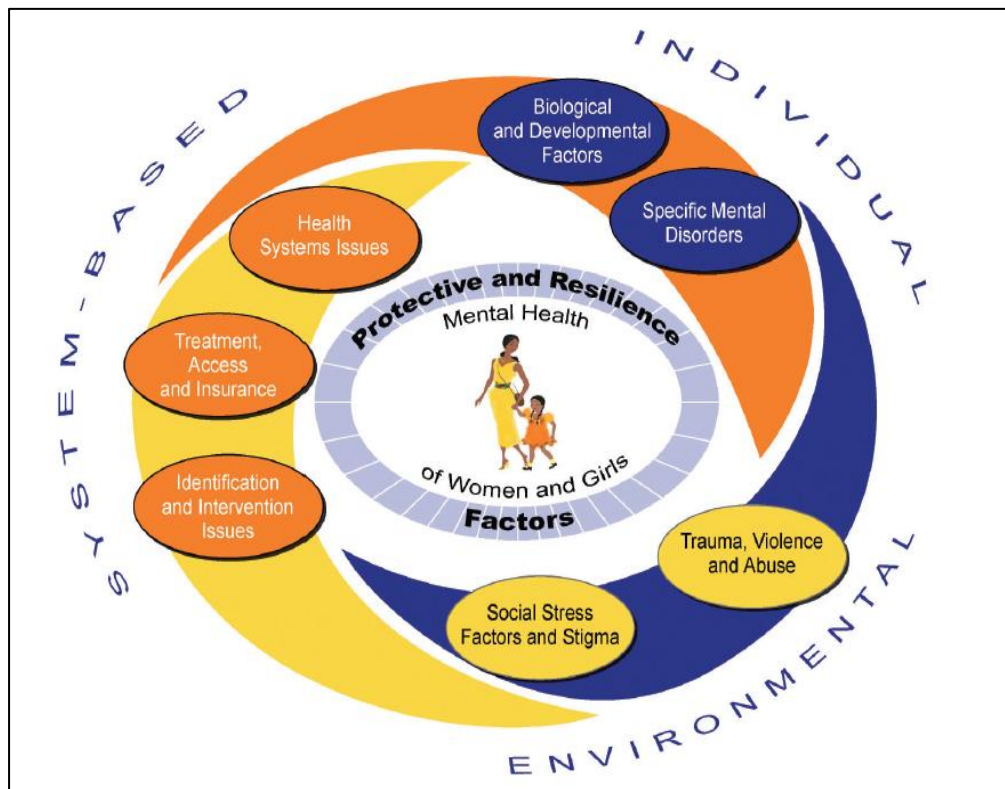 SYSTEM-BASED
INDIVIDUAL
Biological
and Developmental
Factors
Specific Mental
Disorders
Health
Systems Issues
Treatment,
Access
and Insurance
Identification
and Intervention
Issues
Protective and Resilience
Mental Health
of Women and Girls
Factors
Trauma, Violence
and Abuse
Social Stress
Factors and Stigma
ENVIRONMENTAL